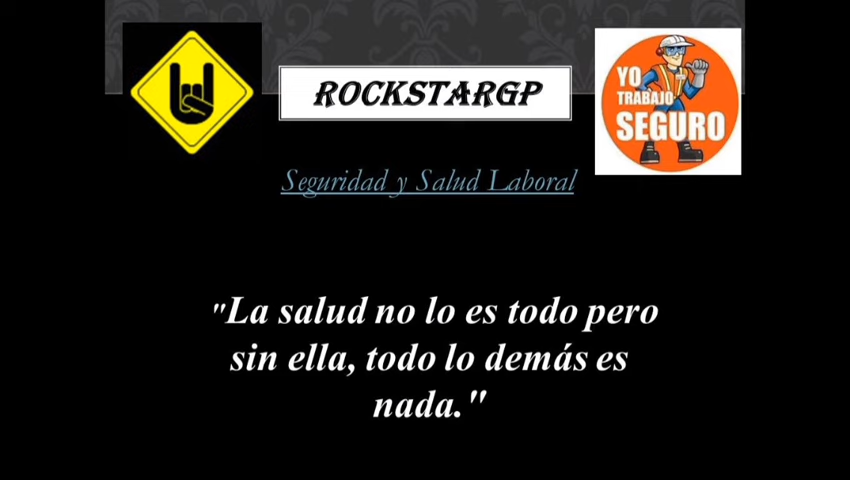 ROCKSTARGP
YO
TRABAJO
SEGURO
Seguridad y Salud Laboral
"La salud no lo es todo pero
sin ella, todo lo demás es
nada."